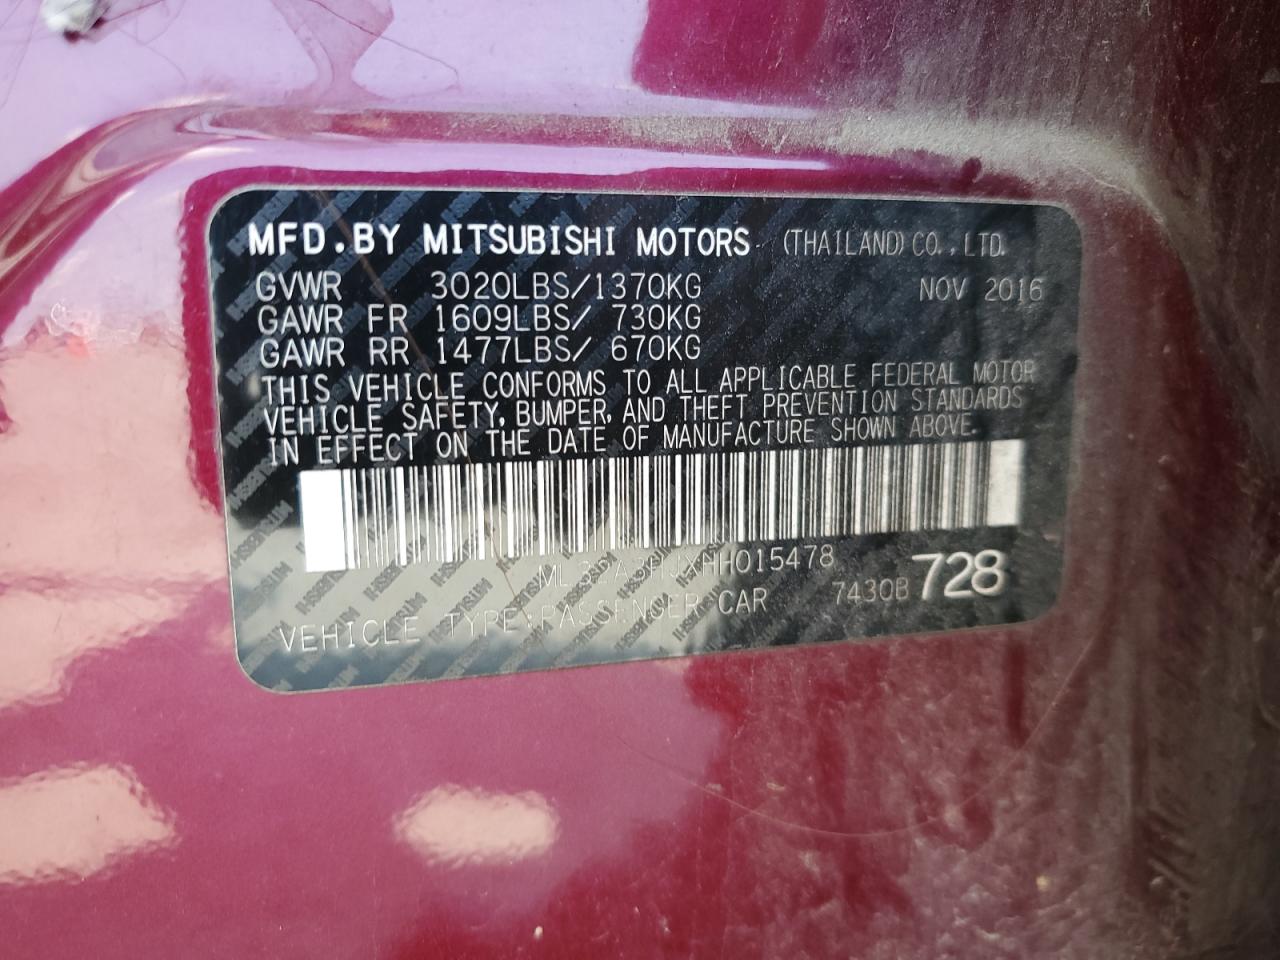 MFD.BY MITSUBISHI MOTORS (THAILAND) CO., LTD.
GVWR 3020LBS/1370KG NOV 2016
GAWR FR 1609LBS/ 730KG
GAWR RR 1477LBS/ 670KG
THIS VEHICLE CONFORMS TO ALL APPLICABLE FEDERAL MOTOR
VEHICLE SAFETY, BUMPER, AND THEFT PREVENTION STANDARDS
IN EFFECT ON THE DATE OF MANUFACTURE SHOWN ABOVE.
ML32A3HJXHH015478
VEHICLE TYPE:PASSENGER CAR 7430B 728